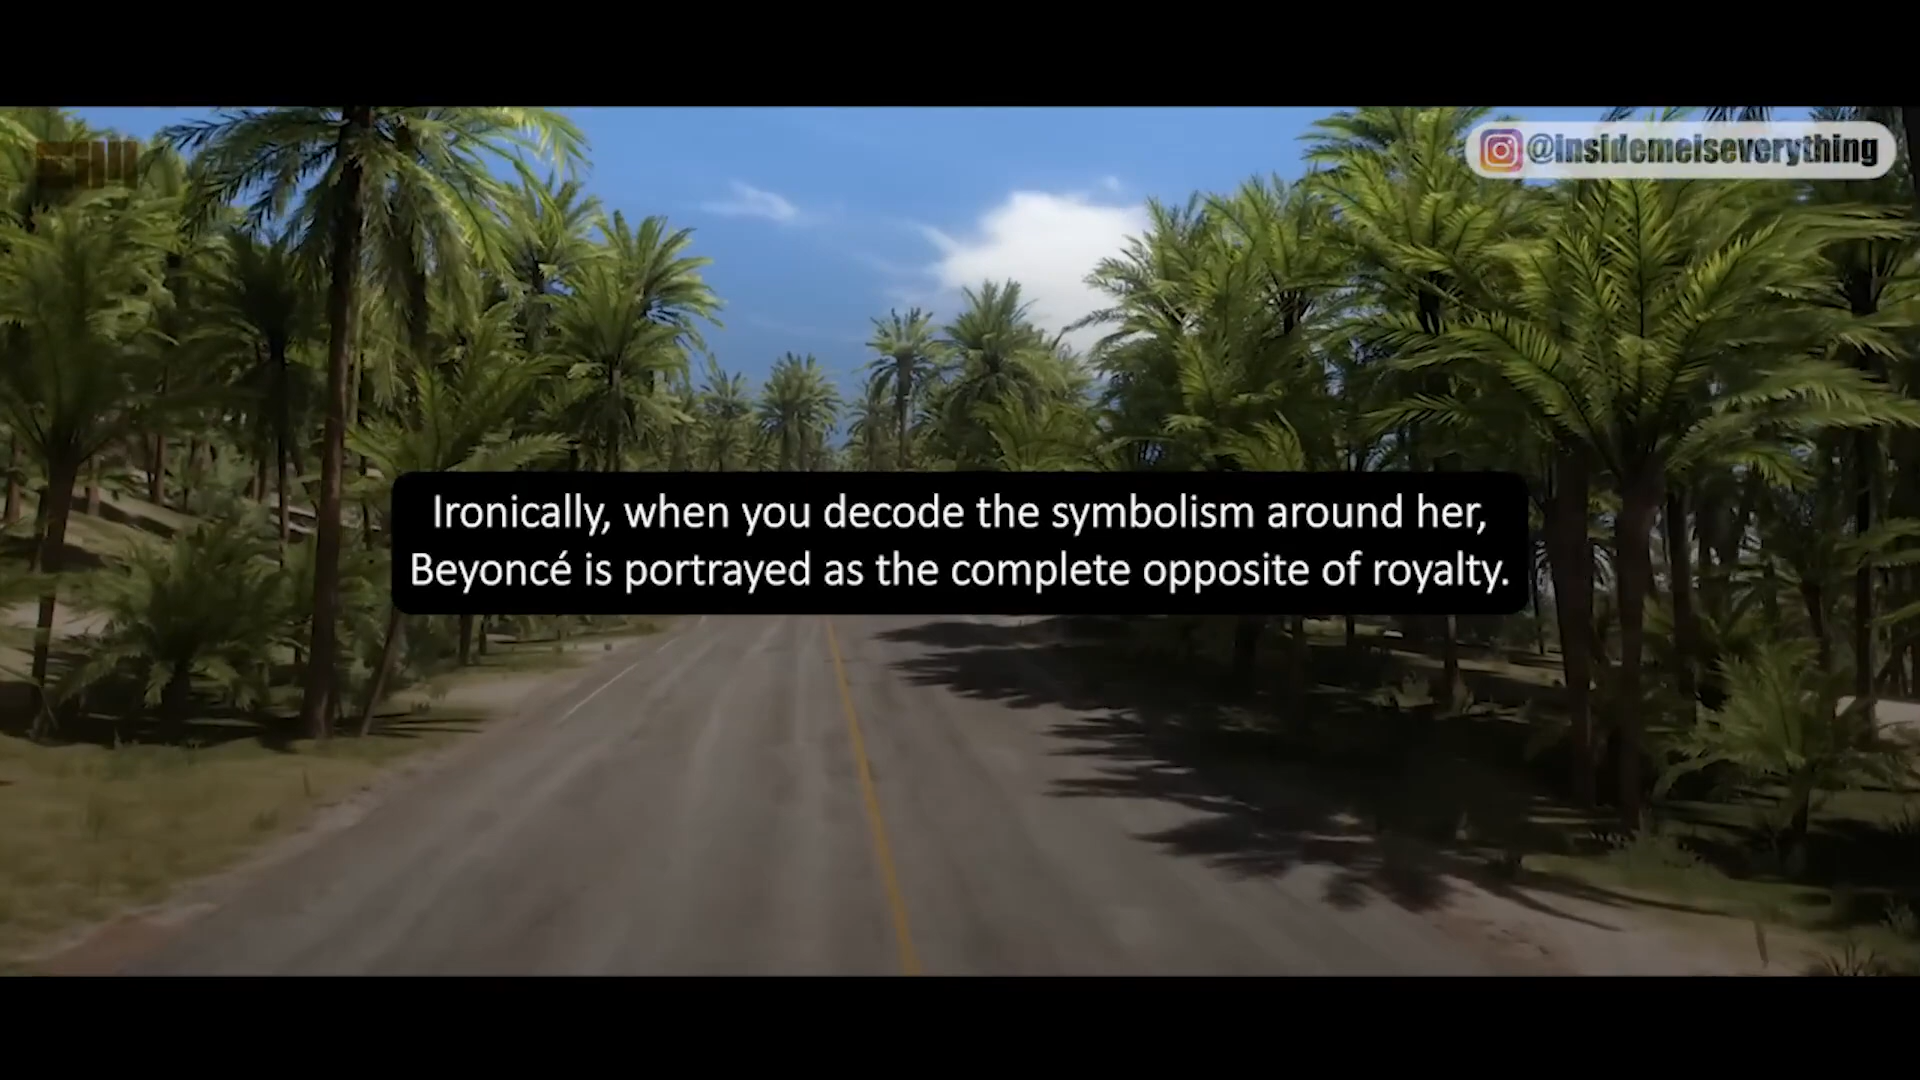 @Insidemeiseverything
Ironically, when you decode the symbolism around her,
Beyoncé is portrayed as the complete opposite of royalty.